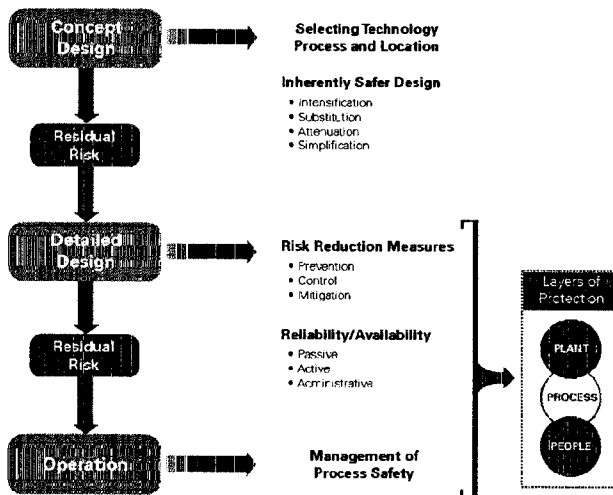 Concept
Design
Selecting Technology
Process and Location
Inherently Safer Design
• Intensification
• Substitution
• Attenuation
• Simplification
Residual
Risk
Detailed
Design
Risk Reduction Measures
• Prevention
• Control
• Mitigation
Reliability/Availability
• Passive
• Active
• Administrative
Residual
Risk
Operation
Management of
Process Safety
Layers of
Protection
PLANT
PROCESS
PEOPLE